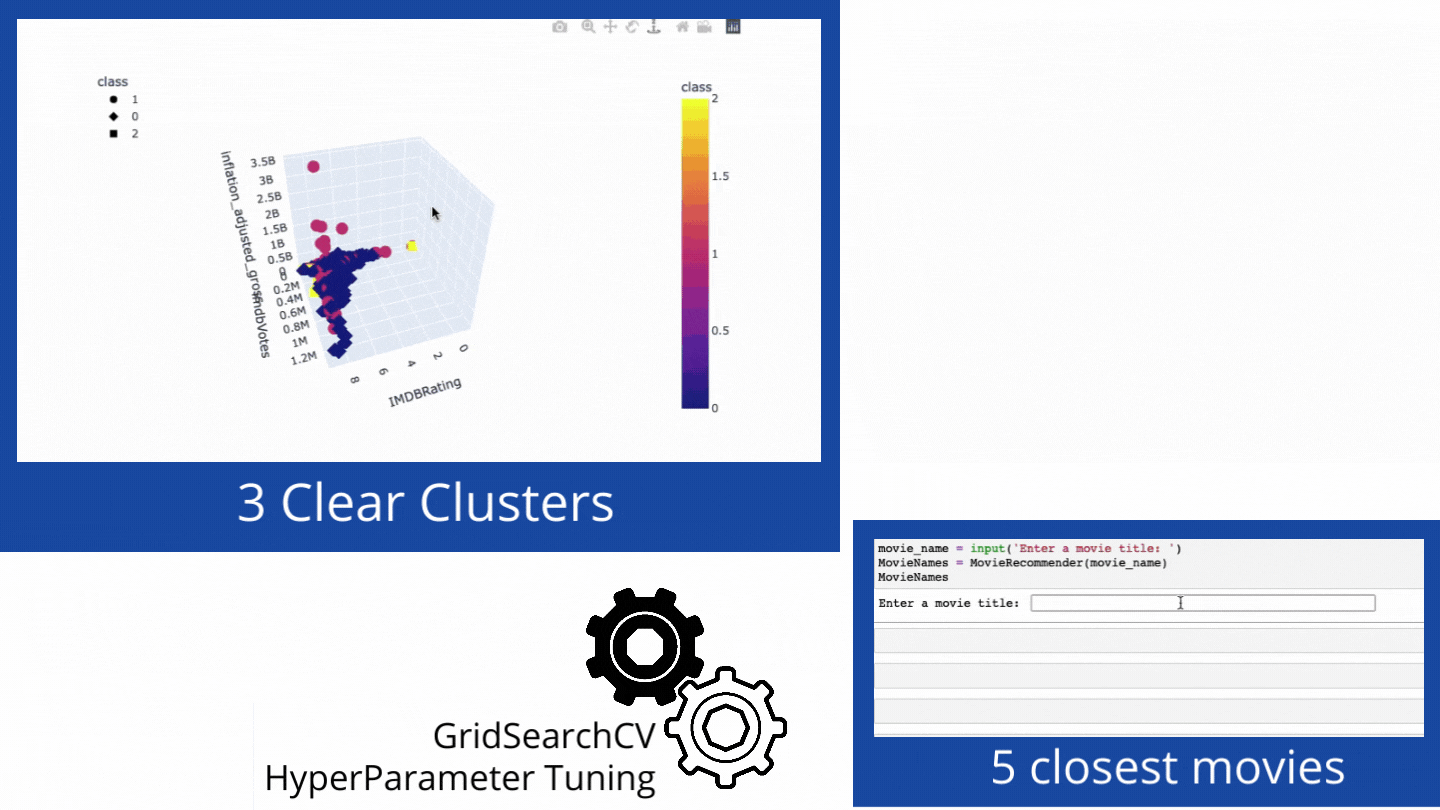 class
1
0
2
class
2
1.5
1
0.5
0
inflation_adjusted_gross
3.5B
3B
2.5B
2B
1.5B
1B
0.5B
0
0
0.2M
0.4M
0.6M
0.8M
1M
1.2M
imdbVotes
8
6
4
2
0
IMDBRating
3 Clear Clusters
movie_name = input('Enter a movie title: ')
MovieNames = MovieRecommender(movie_name)
MovieNames
Enter a movie title:
5 closest movies
GridSearchCV
HyperParameter Tuning